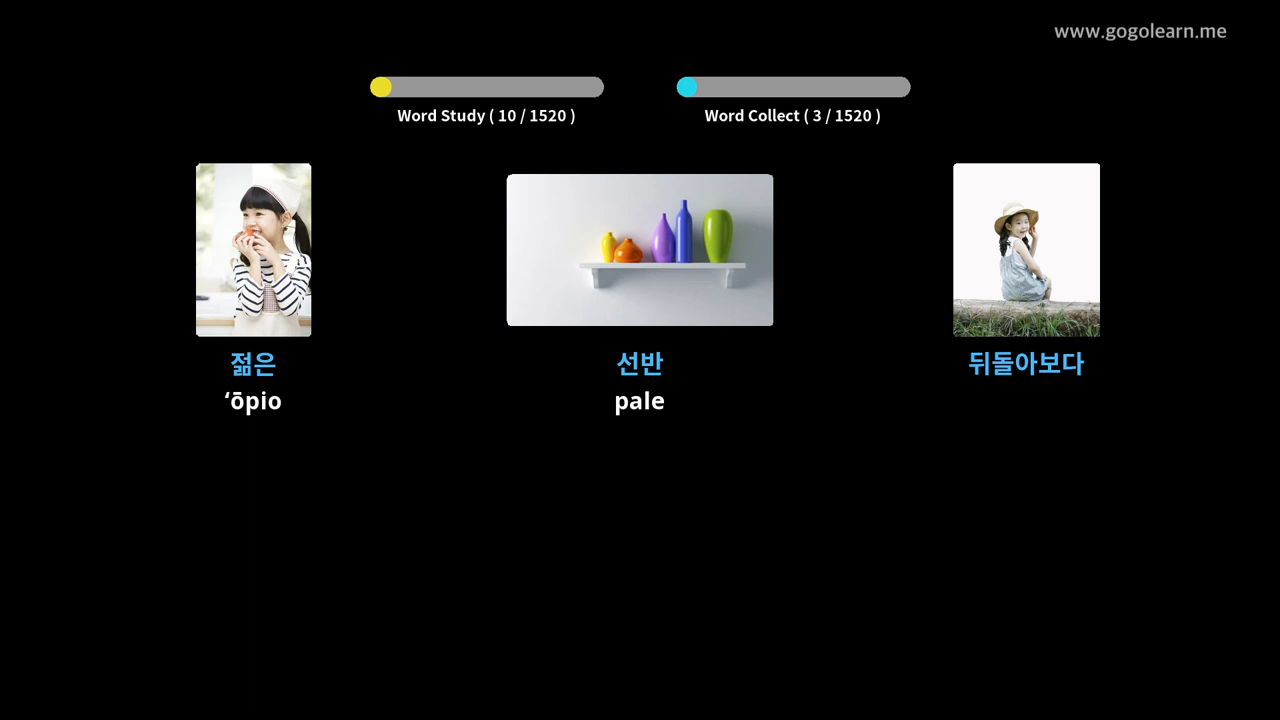 www.gogolearn.me
Word Study ( 10 / 1520 )
Word Collect ( 3 / 1520 )
젊은
선반
뒤돌아보다
‘ōpio
pale